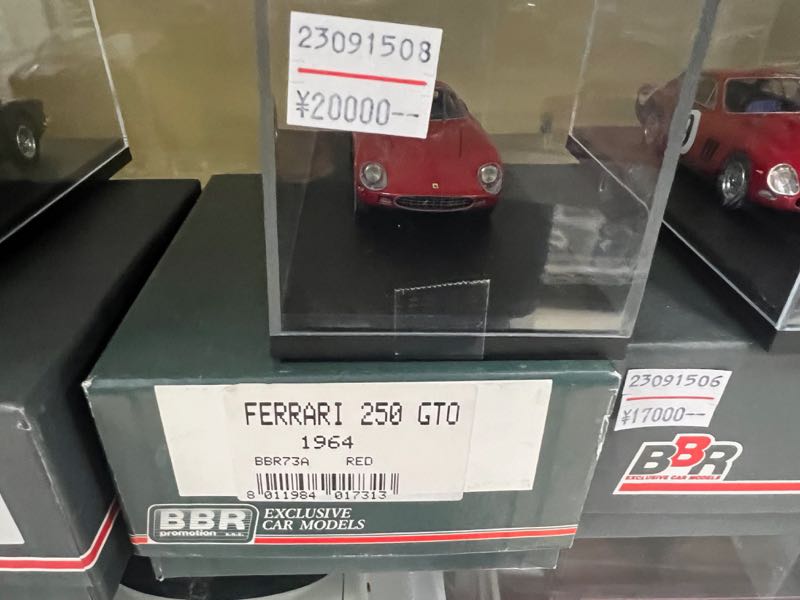 23091508
¥20000--
FERRARI 250 GTO
1964
BBR73A RED
8 011984 017313
BBR
promotion s.n.c.
EXCLUSIVE
CAR MODELS
23091506
¥17000--
BBR
EXCLUSIVE CAR MODELS